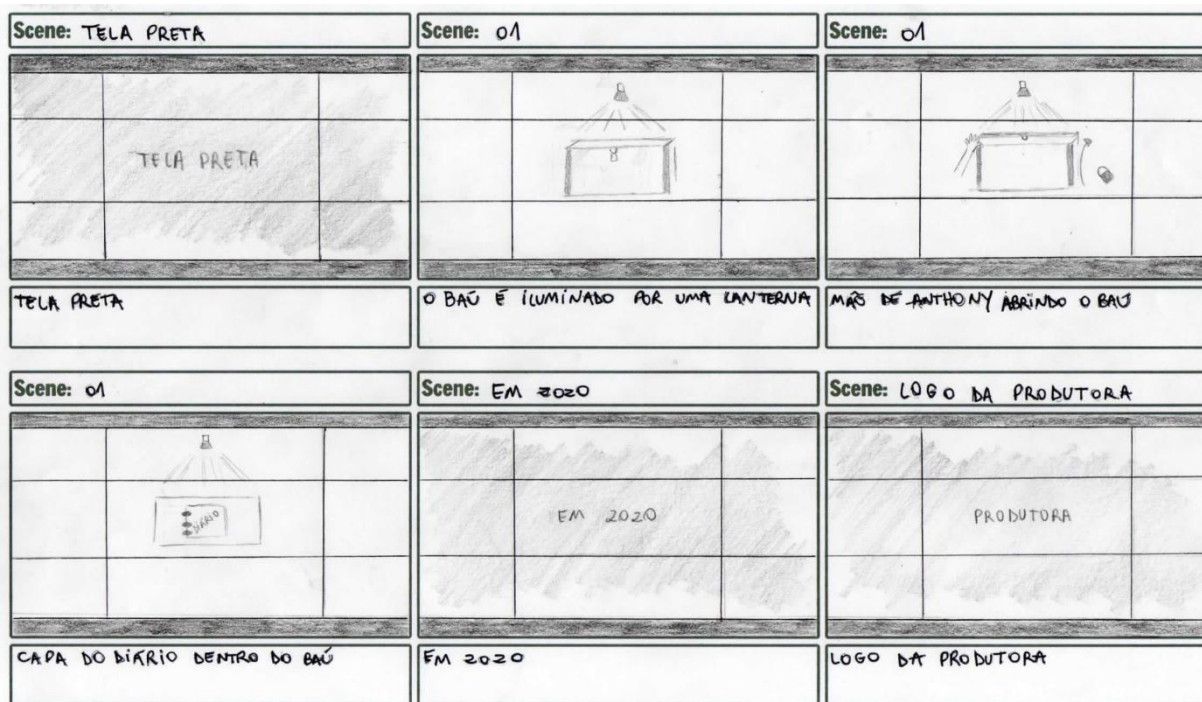 Scene: TELA PRETA
Scene: 01
Scene: 01
TELA PRETA
TELA PRETA
O BAÚ É ILUMINADO POR UMA LANTERNA
MÃOS DE ANTHONY ABRINDO O BAÚ
Scene: 01
Scene: EM 2020
Scene: LOGO DA PRODUTORA
DIÁRIO
EM 2020
PRODUTORA
CAPA DO DIÁRIO DENTRO DO BAÚ
EM 2020
LOGO DA PRODUTORA